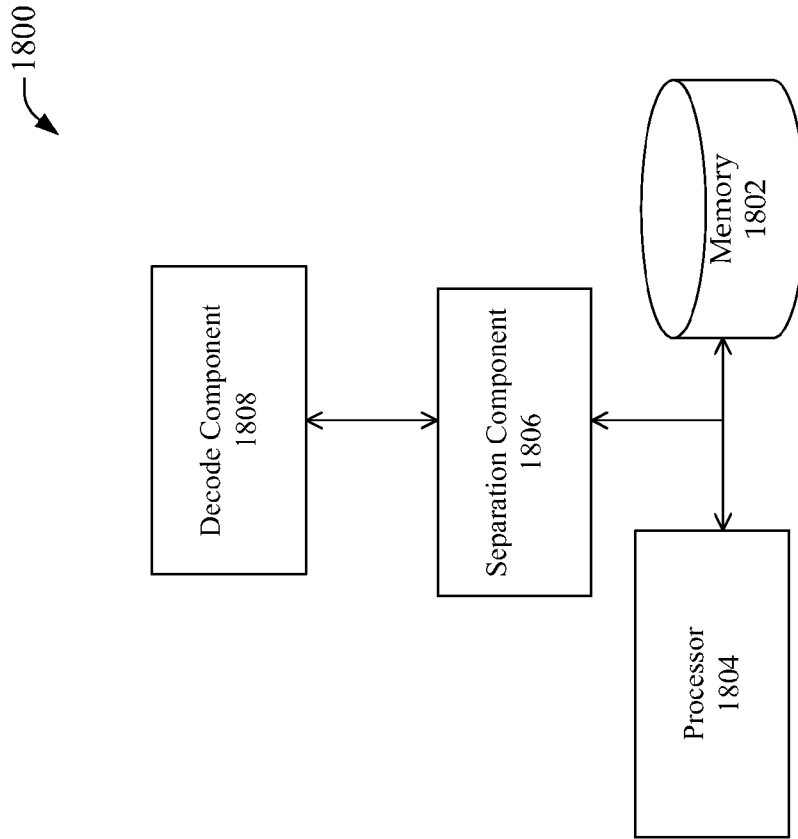 1800
Decode Component
1808
Separation Component
1806
Memory
1802
Processor
1804